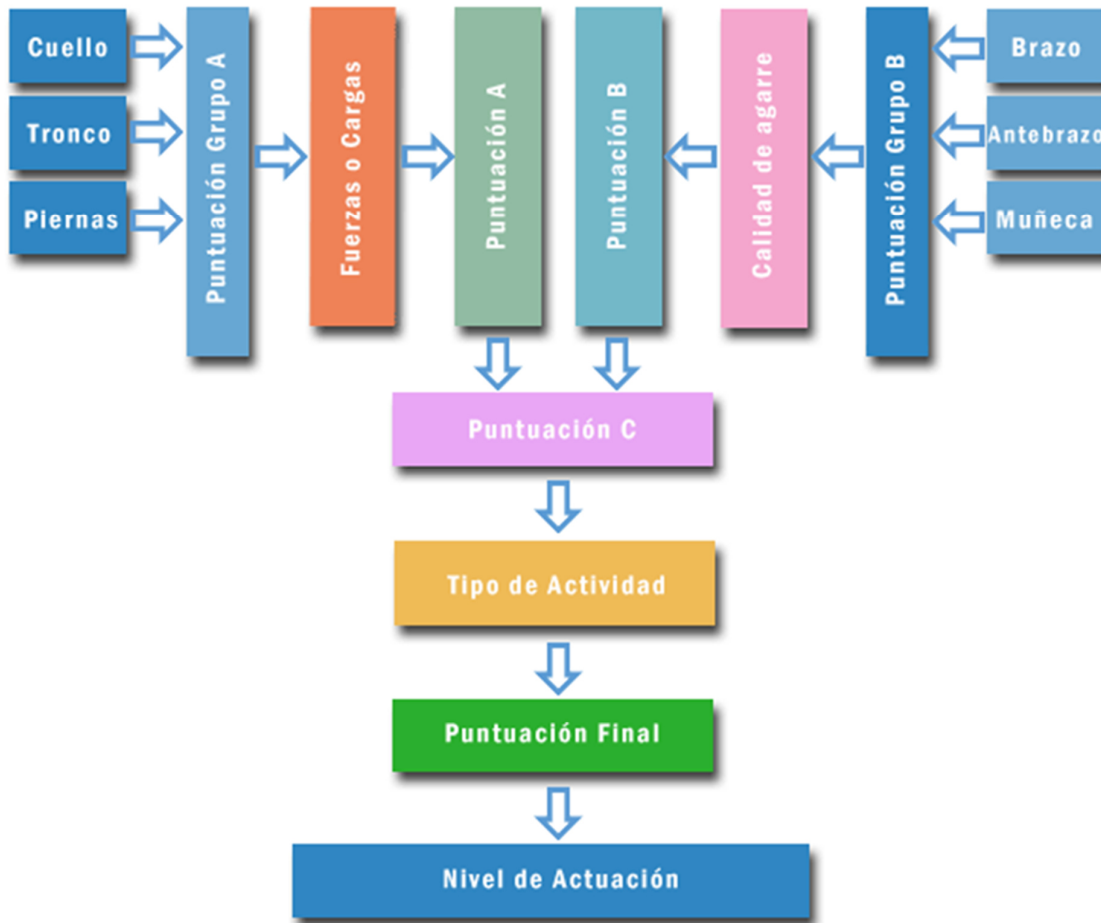 Cuello
Tronco
Piernas
Puntuación Grupo A
Fuerzas o Cargas
Puntuación A
Puntuación B
Calidad de agarre
Puntuación Grupo B
Brazo
Antebrazo
Muñeca
Puntuación C
Tipo de Actividad
Puntuación Final
Nivel de Actuación